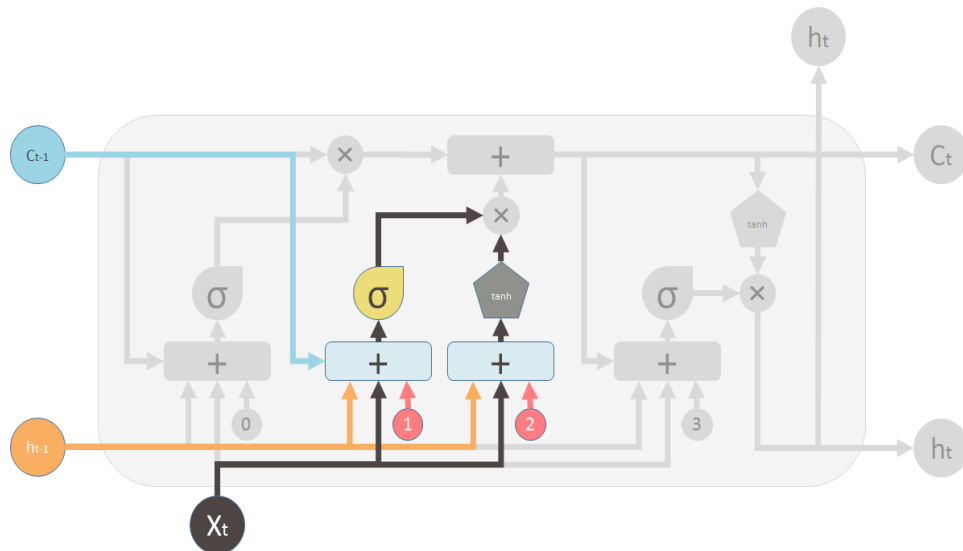 ht
Ct-1
×
+
Ct
tanh
σ
σ
tanh
σ
×
×
+
+
+
+
0
1
2
3
ht-1
ht
Xt